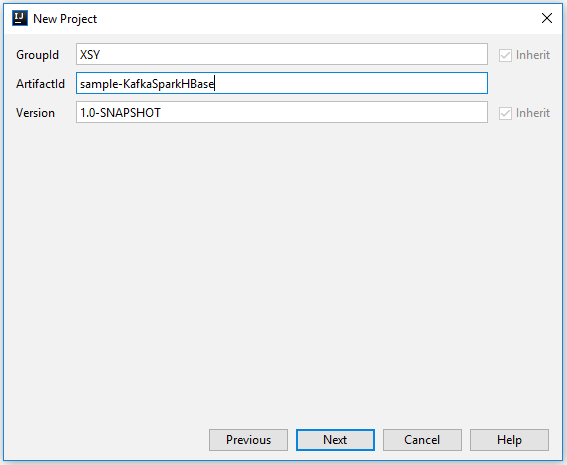 IJ New Project
GroupId XSY Inherit
ArtifactId sample-KafkaSparkHBase
Version 1.0-SNAPSHOT Inherit
Previous Next Cancel Help